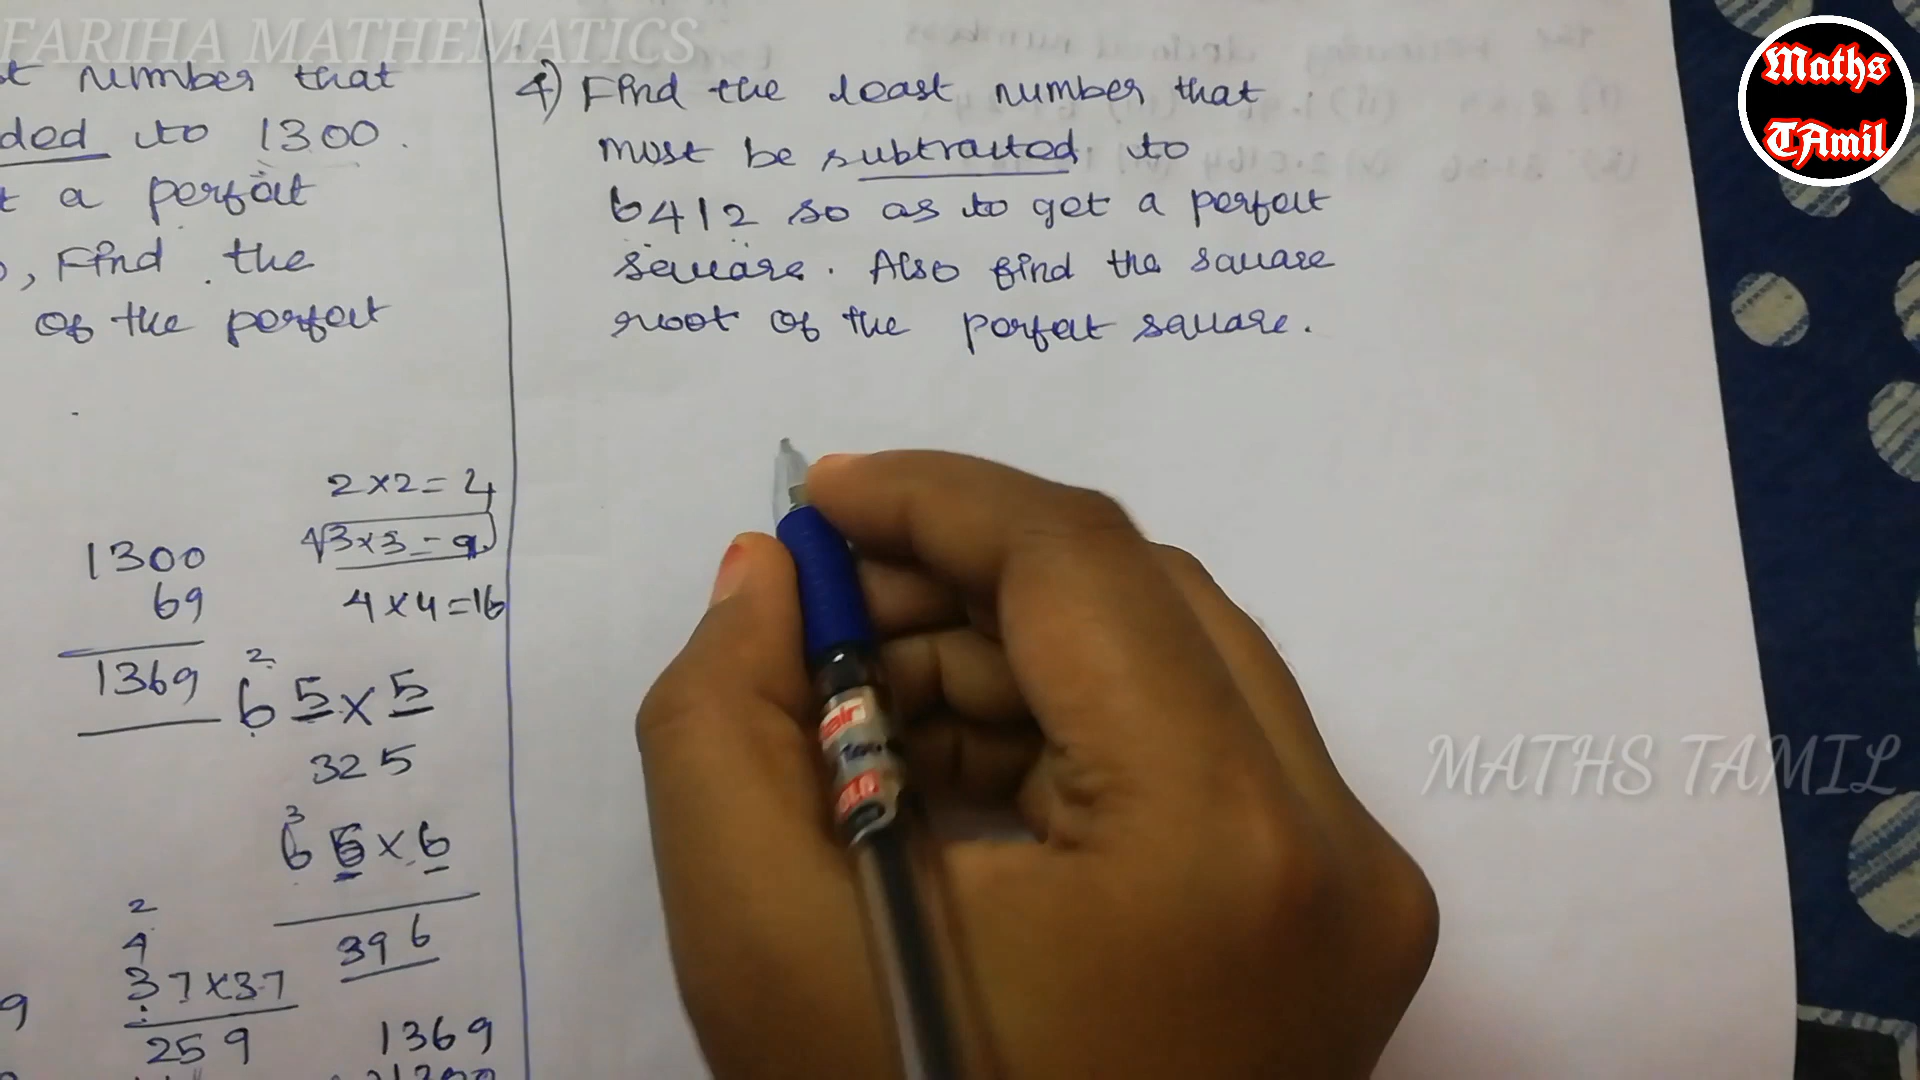 FARIHA MATHEMATICS
Maths
TAmil
t number that
ded to 1300.
t a perfect
, Find the
of the perfect
4) Find the least number that
must be subtracted to
6412 so as to get a perfect
square. Also find the square
root of the perfect square.
2×2=4
3×3=9
4×4=16
1300
69
1369
2
65×5
325
3
66×6
396
2
4
37×37
259
9
1369
1300
MATHS TAMIL